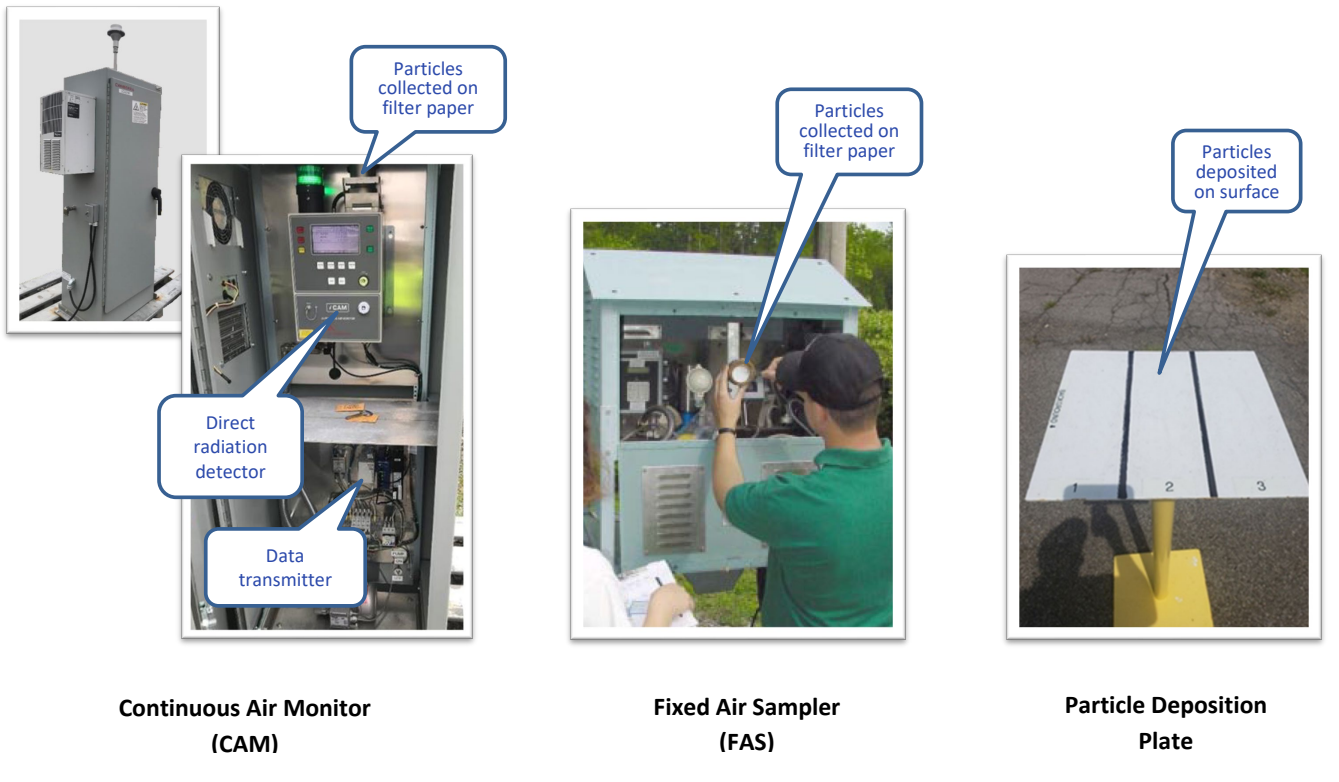 Particles
collected on
filter paper
Particles
collected on
filter paper
Particles
deposited
on surface
CAM
Direct
radiation
detector
Data
transmitter
1
2
3
Continuous Air Monitor
(CAM)
Fixed Air Sampler
(FAS)
Particle Deposition
Plate